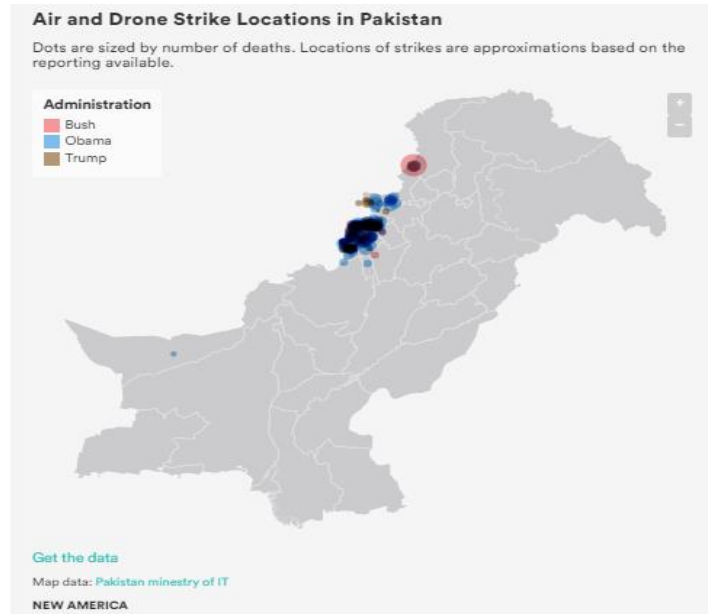 Air and Drone Strike Locations in Pakistan
Dots are sized by number of deaths. Locations of strikes are approximations based on the
reporting available.
Administration
Bush
Obama
Trump
+
−
Get the data
Map data: Pakistan minestry of IT
NEW AMERICA